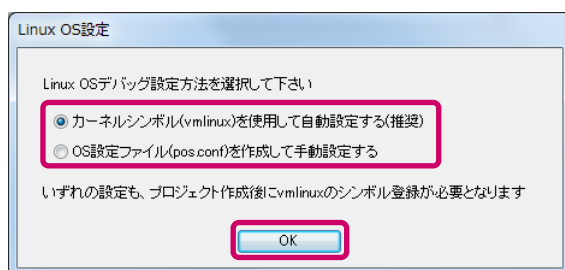 Linux OS設定
Linux OSデバッグ設定方法を選択して下さい
カーネルシンボル(vmlinux)を使用して自動設定する(推奨)
OS設定ファイル(pos.conf)を作成して手動設定する
いずれの設定も、プロジェクト作成後にvmlinuxのシンボル登録が必要となります
OK